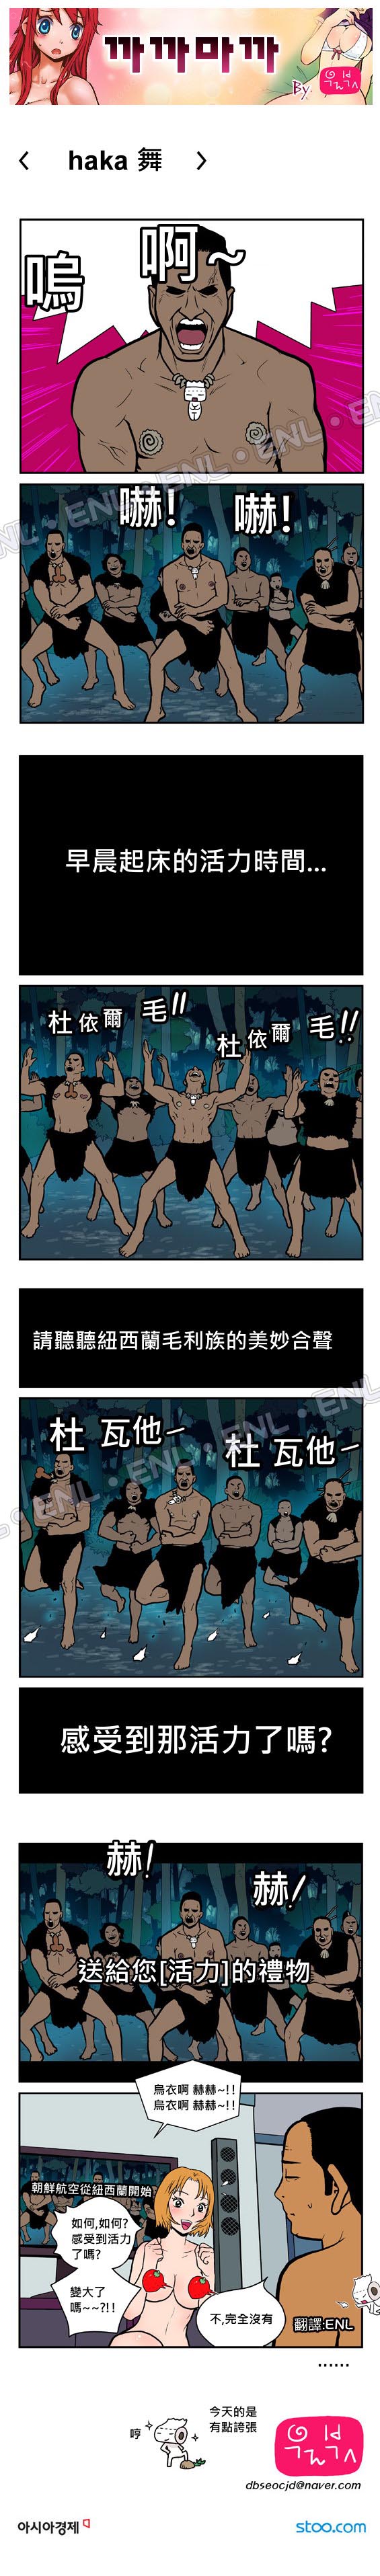 까까마까
By.
< haka 舞 >
嗚
啊~
嚇!
嚇!
早晨起床的活力時間...
杜依爾 毛!!
杜依爾 毛!!
請聽聽紐西蘭毛利族的美妙合聲
杜 瓦他一
杜 瓦他一
感受到那活力了嗎?
赫!
赫!
送給您[活力]的禮物
烏衣啊 赫赫~!!
烏衣啊 赫赫~!!
朝鮮航空從紐西蘭開始
如何,如何?
感受到活力
了嗎?
變大了
嗎~~?!!
不,完全沒有
翻譯:ENL
......
今天的是
有點誇張
哼
dbseocjd@naver.com
아시아경제
stoo.com
ENL